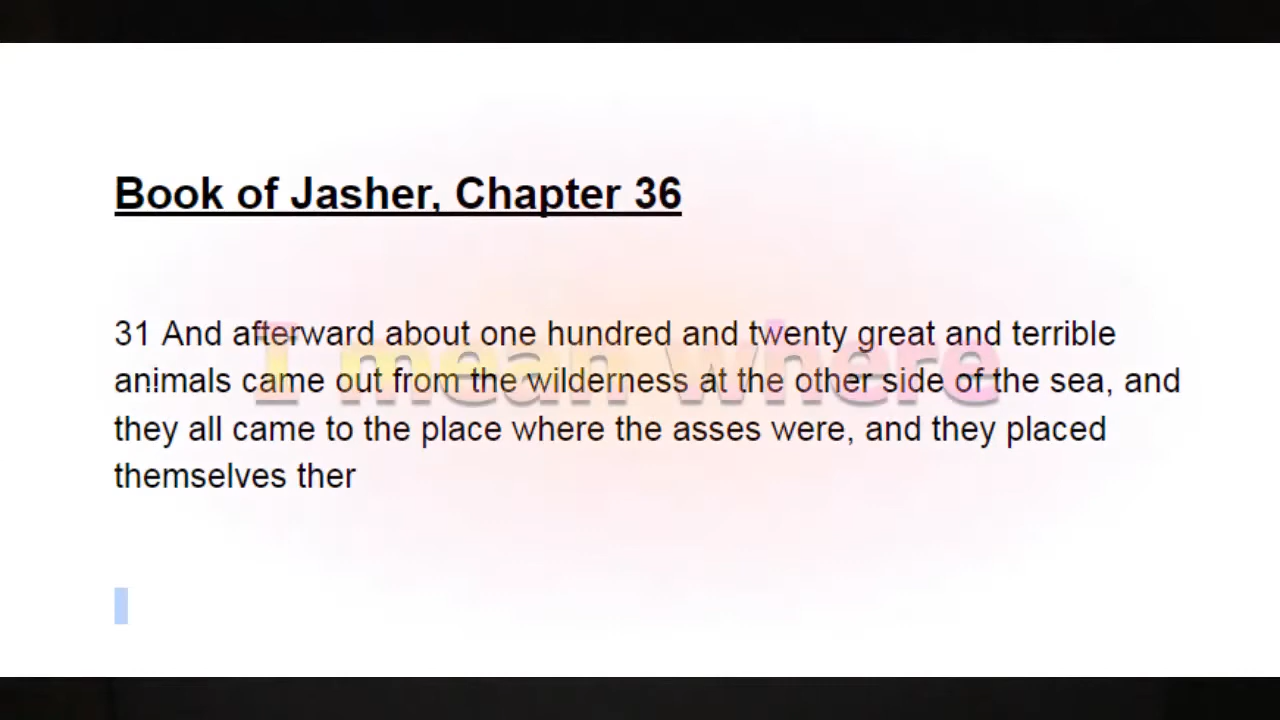 Book of Jasher, Chapter 36
31 And afterward about one hundred and twenty great and terrible
I mean where
animals came out from the wilderness at the other side of the sea, and
they all came to the place where the asses were, and they placed
themselves ther